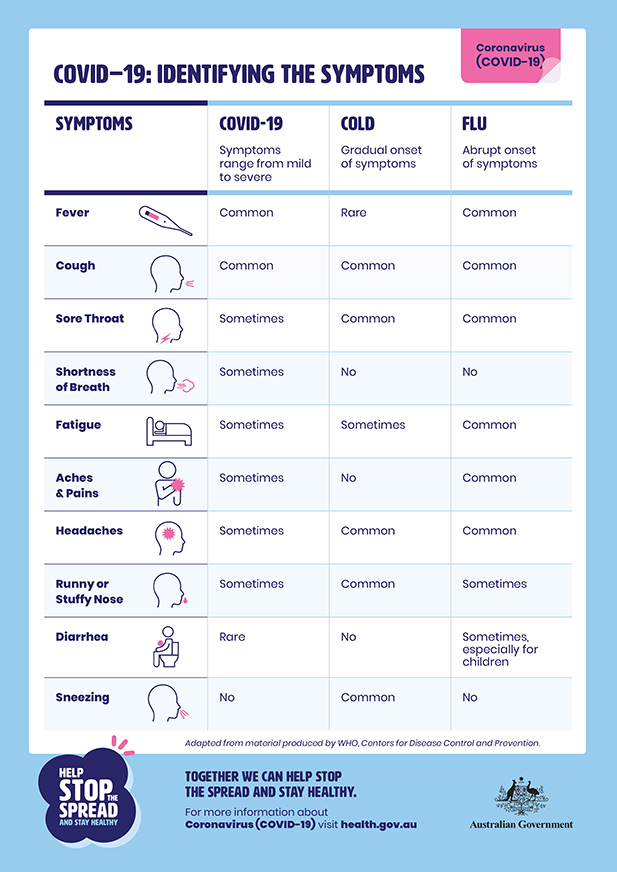 Coronavirus
(COVID-19)
COVID–19: IDENTIFYING THE SYMPTOMS
SYMPTOMS
COVID-19
Symptoms
range from mild
to severe
COLD
Gradual onset
of symptoms
FLU
Abrupt onset
of symptoms
Fever
Common
Rare
Common
Cough
Common
Common
Common
Sore Throat
Sometimes
Common
Common
Shortness
of Breath
Sometimes
No
No
Fatigue
Sometimes
Sometimes
Common
Aches
& Pains
Sometimes
No
Common
Headaches
Sometimes
Common
Common
Runny or
Stuffy Nose
Sometimes
Common
Sometimes
Diarrhea
Rare
No
Sometimes,
especially for
children
Sneezing
No
Common
No
Adapted from material produced by WHO, Centers for Disease Control and Prevention.
HELP
STOP THE
SPREAD
AND STAY HEALTHY
TOGETHER WE CAN HELP STOP
THE SPREAD AND STAY HEALTHY.
For more information about
Coronavirus (COVID-19) visit health.gov.au
Australian Government